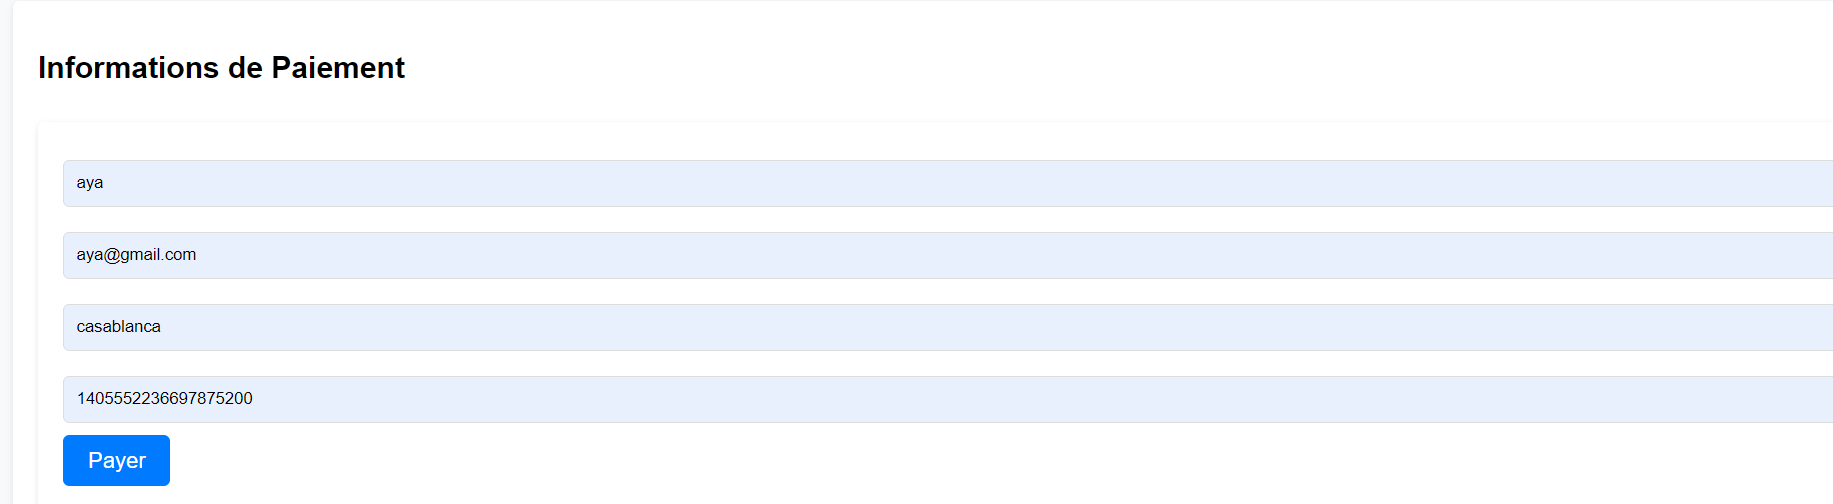 Informations de Paiement
aya
aya@gmail.com
casablanca
1405552236697875200
Payer